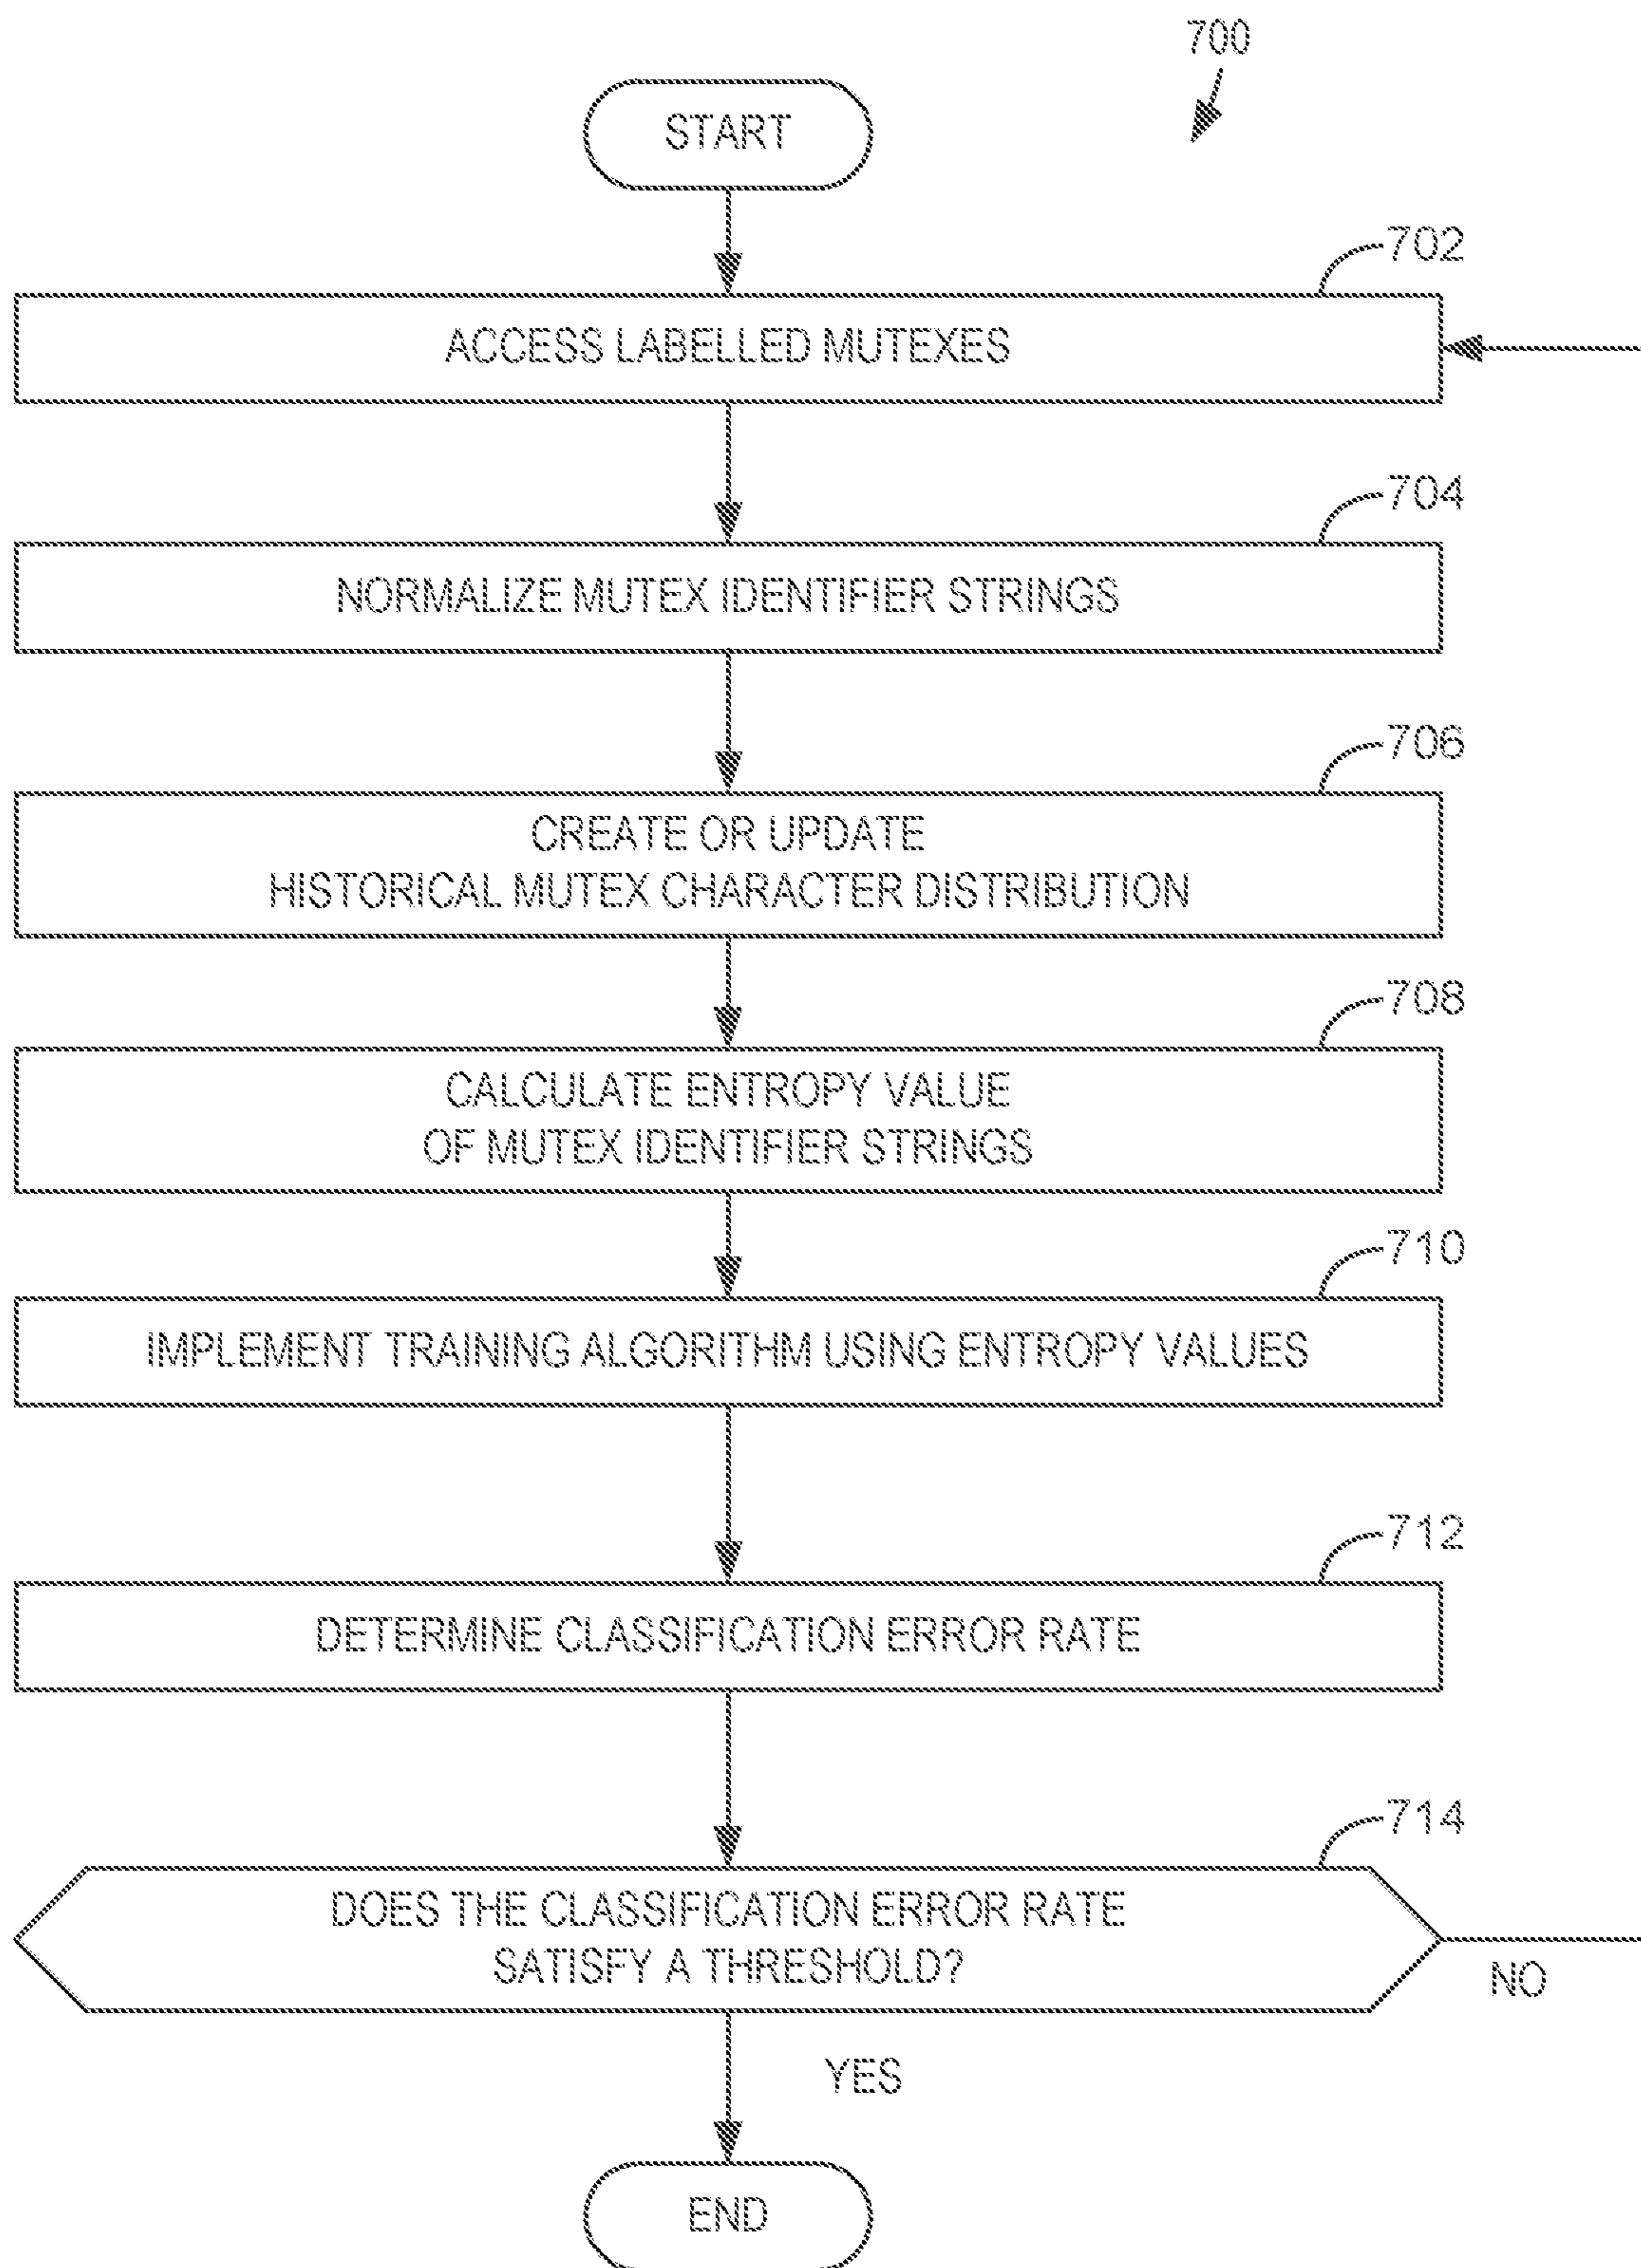 700
START
702
ACCESS LABELLED MUTEXES
704
NORMALIZE MUTEX IDENTIFIER STRINGS
706
CREATE OR UPDATE
HISTORICAL MUTEX CHARACTER DISTRIBUTION
708
CALCULATE ENTROPY VALUE
OF MUTEX IDENTIFIER STRINGS
710
IMPLEMENT TRAINING ALGORITHM USING ENTROPY VALUES
712
DETERMINE CLASSIFICATION ERROR RATE
714
DOES THE CLASSIFICATION ERROR RATE
SATISFY A THRESHOLD?
NO
YES
END